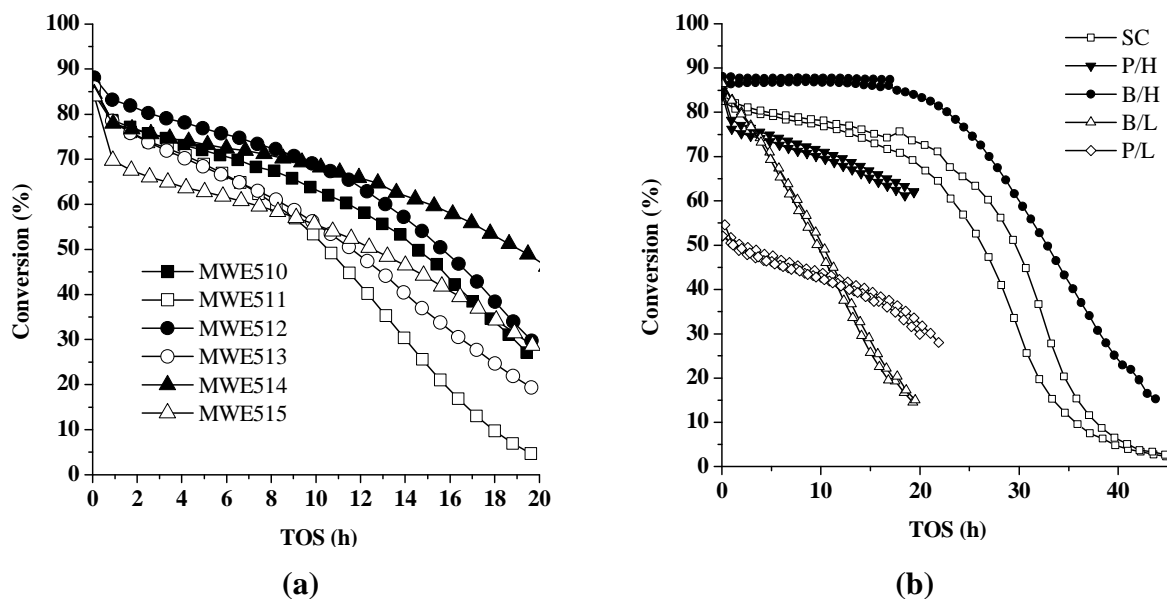 100
90
80
70
60
50
40
30
20
10
0
Conversion (%)
(a)
MWE510
MWE511
MWE512
MWE513
MWE514
MWE515
0 2 4 6 8 10 12 14 16 18 20
TOS (h)
(a)
100
90
80
70
60
50
40
30
20
10
0
Conversion (%)
(b)
SC
P/H
B/H
B/L
P/L
0 10 20 30 40
TOS (h)
(b)